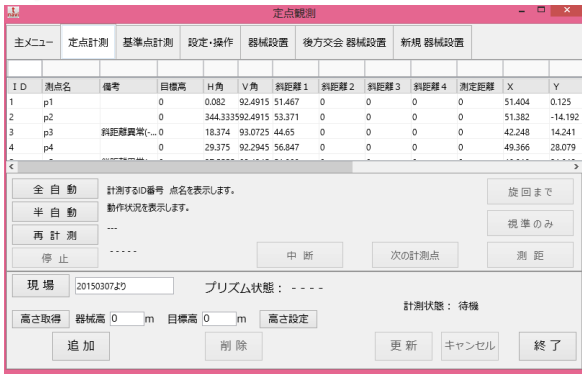 定点観測
主メニュー 定点計測 基準点計測 設定・操作 器械設置 後方交会 器械設置 新規 器械設置
ID 測点名 備考 目標高 H角 V角 斜距離1 斜距離2 斜距離3 斜距離4 測定距離 X Y
1 p1 0 0.082 92.4915 51.467 0 0 0 0 51.404 0.125
2 p2 0 344.333592.4915 53.371 0 0 0 0 51.382 -14.192
3 p3 斜距離異常(-... 0 18.374 93.0725 44.65 0 0 0 0 42.248 14.241
4 p4 0 29.375 92.2945 56.847 0 0 0 0 49.366 28.079
全自動 計測するID番号 点名を表示します。 旋回まで
半自動 動作状況を表示します。 視準のみ
再計測 ---
停止 ----- 中断 次の計測点 測距
現場 20150307より プリズム状態： ----
計測状態： 待機
高さ取得 器械高 0 m 目標高 0 m 高さ設定
追加 削除 更新 キャンセル 終了